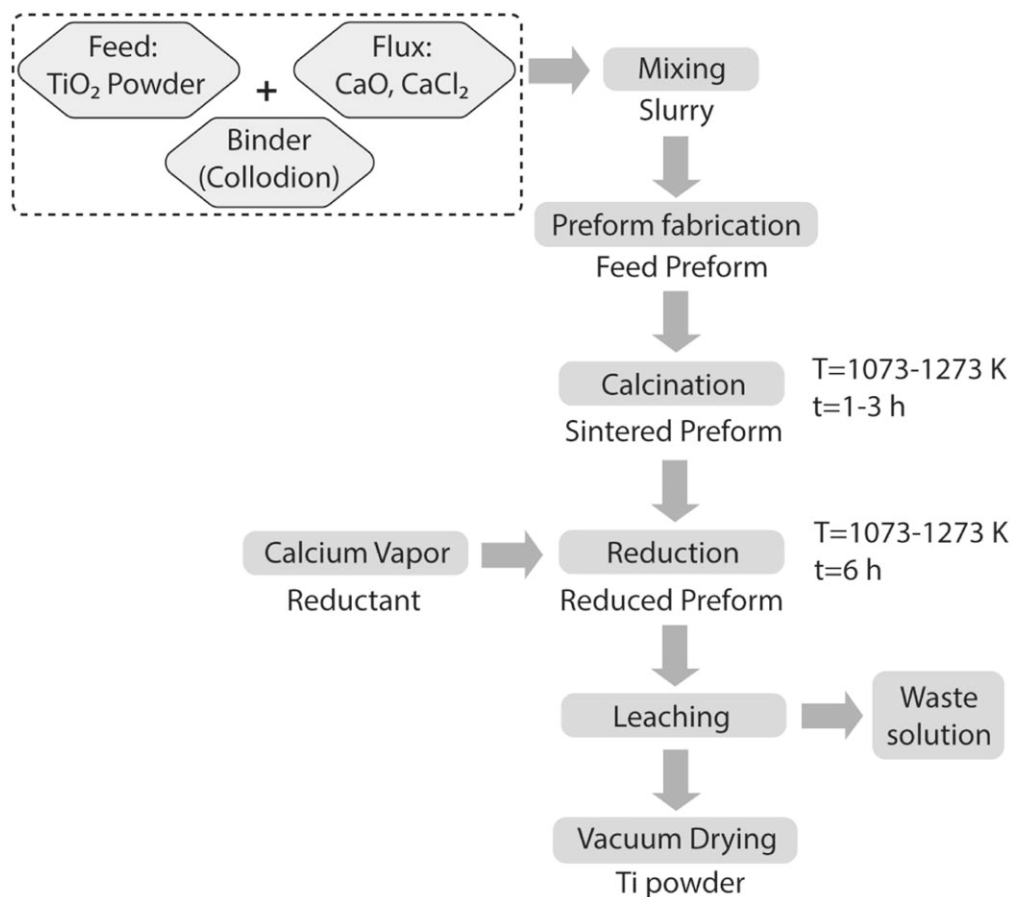 Feed:
TiO₂ Powder
+
Flux:
CaO, CaCl₂
Binder
(Collodion)
Mixing
Slurry
Preform fabrication
Feed Preform
Calcination
Sintered Preform
T=1073-1273 K
t=1-3 h
Calcium Vapor
Reductant
Reduction
Reduced Preform
T=1073-1273 K
t=6 h
Leaching
Waste
solution
Vacuum Drying
Ti powder